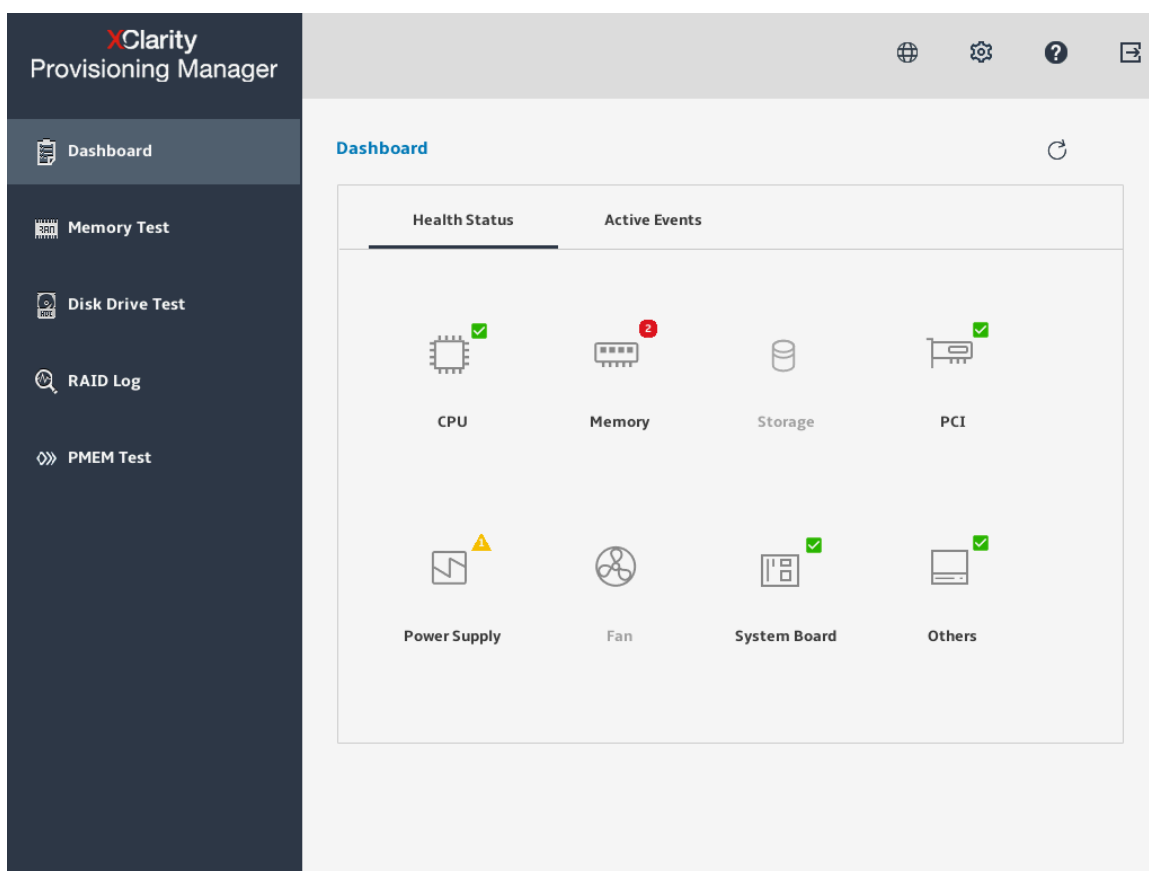 XClarity
Provisioning Manager
Dashboard
Memory Test
Disk Drive Test
RAID Log
PMEM Test
Dashboard
Health Status
Active Events
2
CPU
Memory
Storage
PCI
1
Power Supply
Fan
System Board
Others